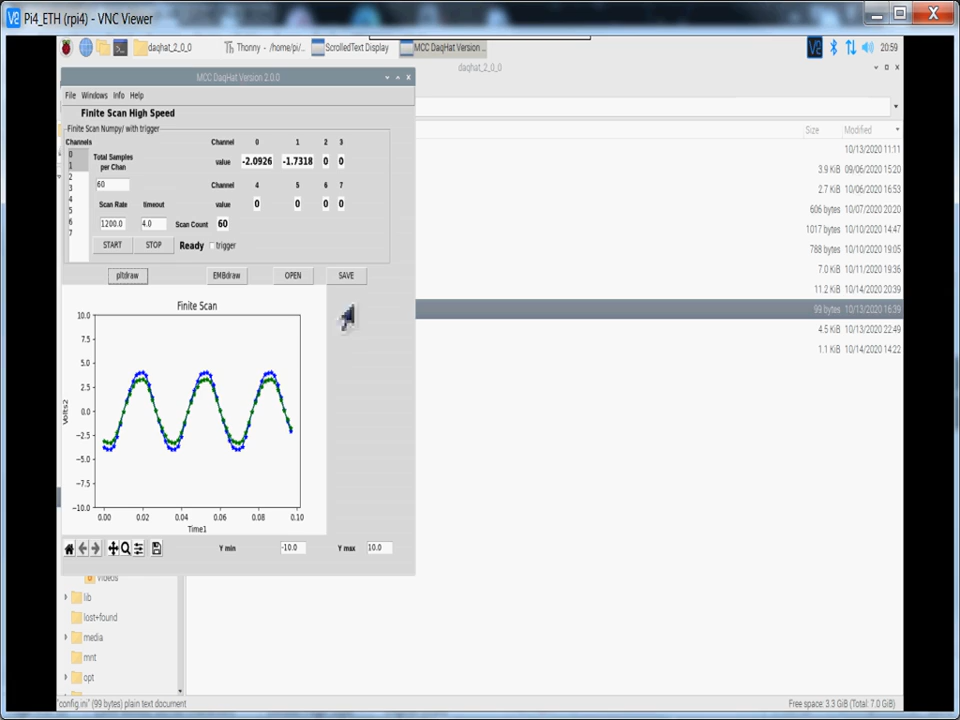 Pi4_ETH (rpi4) - VNC Viewer
daqhat_2_0_0
Thonny - /home/pi/..
ScrolledText Display
MCC DaqHat Version ...
20:59
daqhat_2_0_0
MCC DaqHat Version 2.0.0
File Windows Info Help
Finite Scan High Speed
Finite Scan Numpy/ with trigger
Channels
0
1
2
3
4
5
6
7
Total Samples
per Chan
60
Scan Rate timeout
1200.0 4.0
Scan Count 60
START STOP Ready trigger
Channel 0 1 2 3
value -2.0926 -1.7318 0 0
Channel 4 5 6 7
value 0 0 0 0
pltdraw EMBdraw OPEN SAVE
Finite Scan
10.0
7.5
5.0
2.5
0.0
−2.5
−5.0
−7.5
−10.0
Volts2
0.00 0.02 0.04 0.06 0.08 0.10
Time1
Y min -10.0 Y max 10.0
Size Modified
10/13/2020 11:11
3.9 KiB 09/06/2020 15:20
2.7 KiB 10/06/2020 16:53
606 bytes 10/07/2020 20:20
1017 bytes 10/10/2020 14:47
788 bytes 10/10/2020 19:05
7.0 KiB 10/11/2020 19:36
11.2 KiB 10/14/2020 20:39
99 bytes 10/13/2020 16:39
4.5 KiB 10/13/2020 22:49
1.1 KiB 10/14/2020 14:22
Videos
lib
lost+found
media
mnt
opt
"config.ini" (99 bytes) plain text document
Free space: 3.3 GiB (Total: 7.0 GiB)